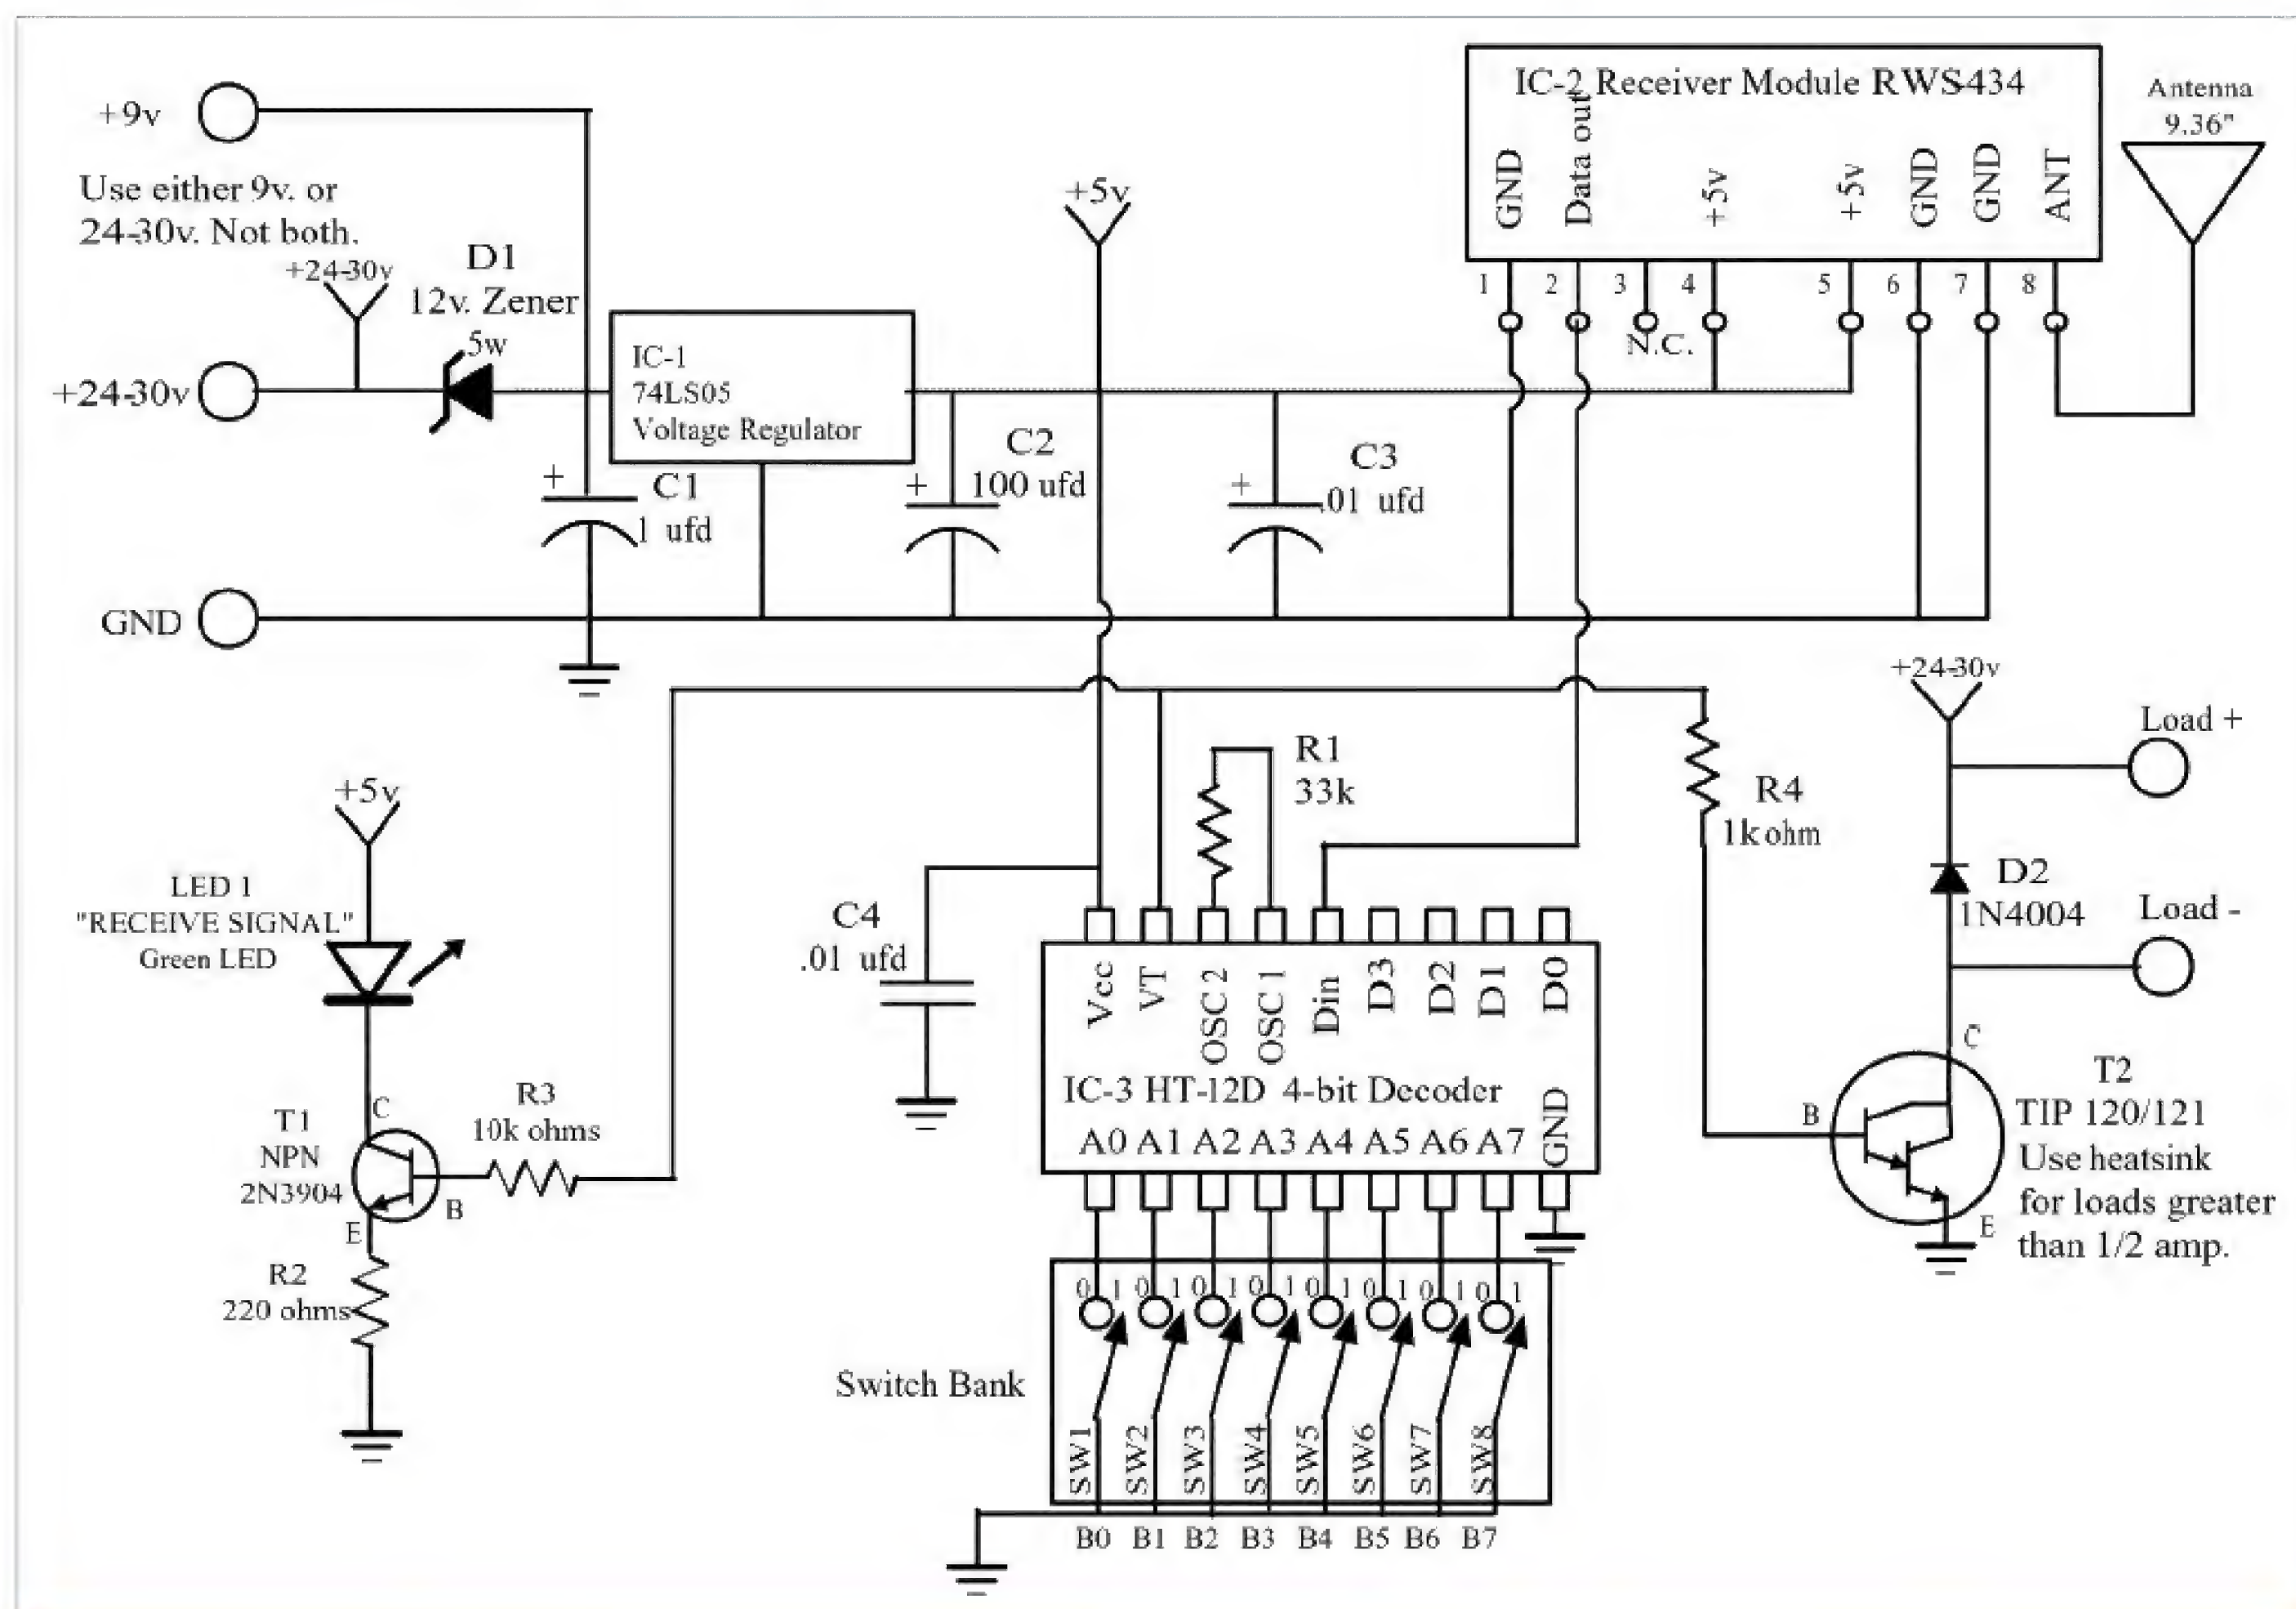 +9v
Use either 9v. or
24-30v. Not both.
+24-30v
D1
12v. Zener
.5w
+24-30v
IC-1
74LS05
Voltage Regulator
+
C1
.1 ufd
+
C2
100 ufd
+5v
+
C3
.01 ufd
GND
IC-2 Receiver Module RWS434
GND
Data out
+5v
+5v
GND
GND
ANT
1 2 3 4 5 6 7 8
N.C.
Antenna
9.36"
+24-30v
Load +
R4
1k ohm
D2
1N4004
Load -
C
B
E
T2
TIP 120/121
Use heatsink
for loads greater
than 1/2 amp.
R1
33k
+5v
LED 1
"RECEIVE SIGNAL"
Green LED
T1
NPN
2N3904
C
B
E
R3
10k ohms
R2
220 ohms
C4
.01 ufd
Vcc
VT
OSC 2
OSC 1
Din
D3
D2
D1
D0
IC-3 HT-12D 4-bit Decoder
A0 A1 A2 A3 A4 A5 A6 A7
GND
0 1 0 1 0 1 0 1 0 1 0 1 0 1 0 1
Switch Bank
SW1
SW2
SW3
SW4
SW5
SW6
SW7
SW8
B0 B1 B2 B3 B4 B5 B6 B7